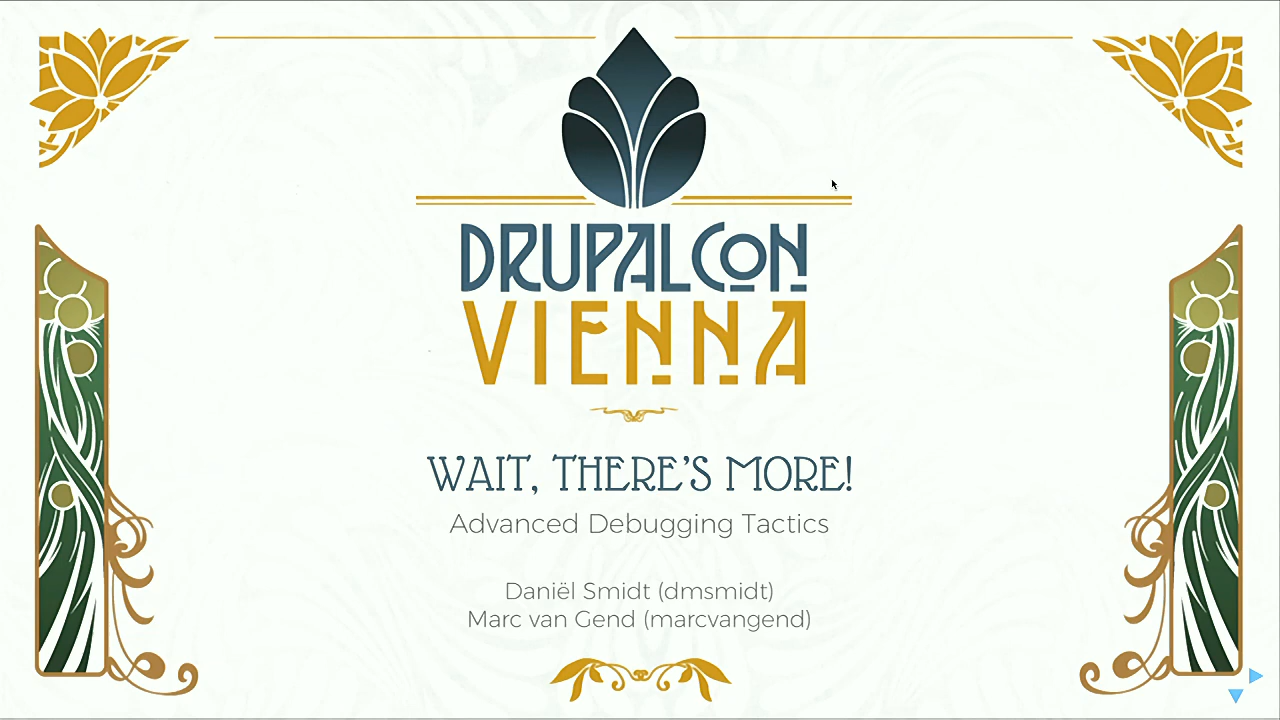 DRUPALCON
VIENNA
WAIT, THERE'S MORE!
Advanced Debugging Tactics
Daniël Smidt (dmsmidt)
Marc van Gend (marcvangend)